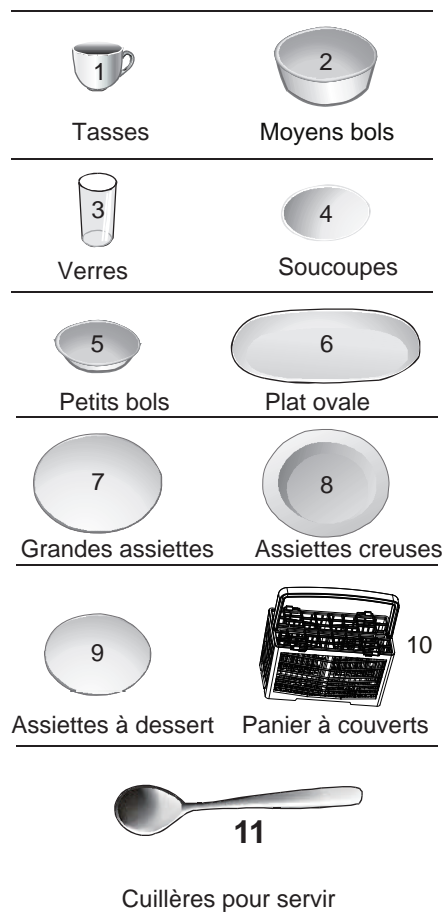 1 2
Tasses Moyens bols
3 4
Verres Soucoupes
5 6
Petits bols Plat ovale
7 8
Grandes assiettes Assiettes creuses
9 10
Assiettes à dessert Panier à couverts
11
Cuillères pour servir